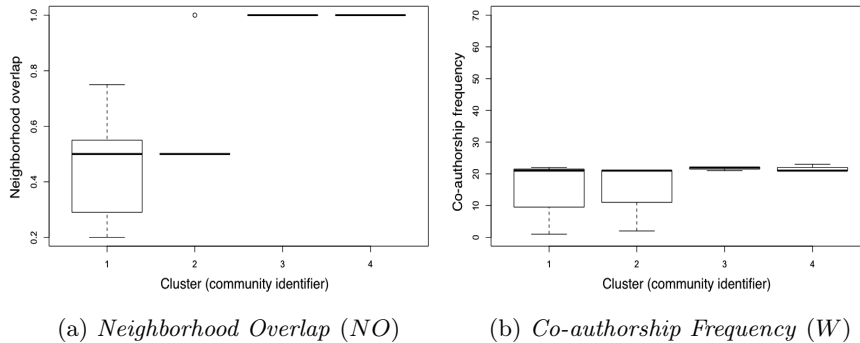 Neighborhood overlap
1.0
0.8
0.6
0.4
0.2
1 2 3 4
Cluster (community identifier)
(a) Neighborhood Overlap (NO)
Co-authorship frequency
70
60
50
40
30
20
10
0
1 2 3 4
Cluster (community identifier)
(b) Co-authorship Frequency (W)